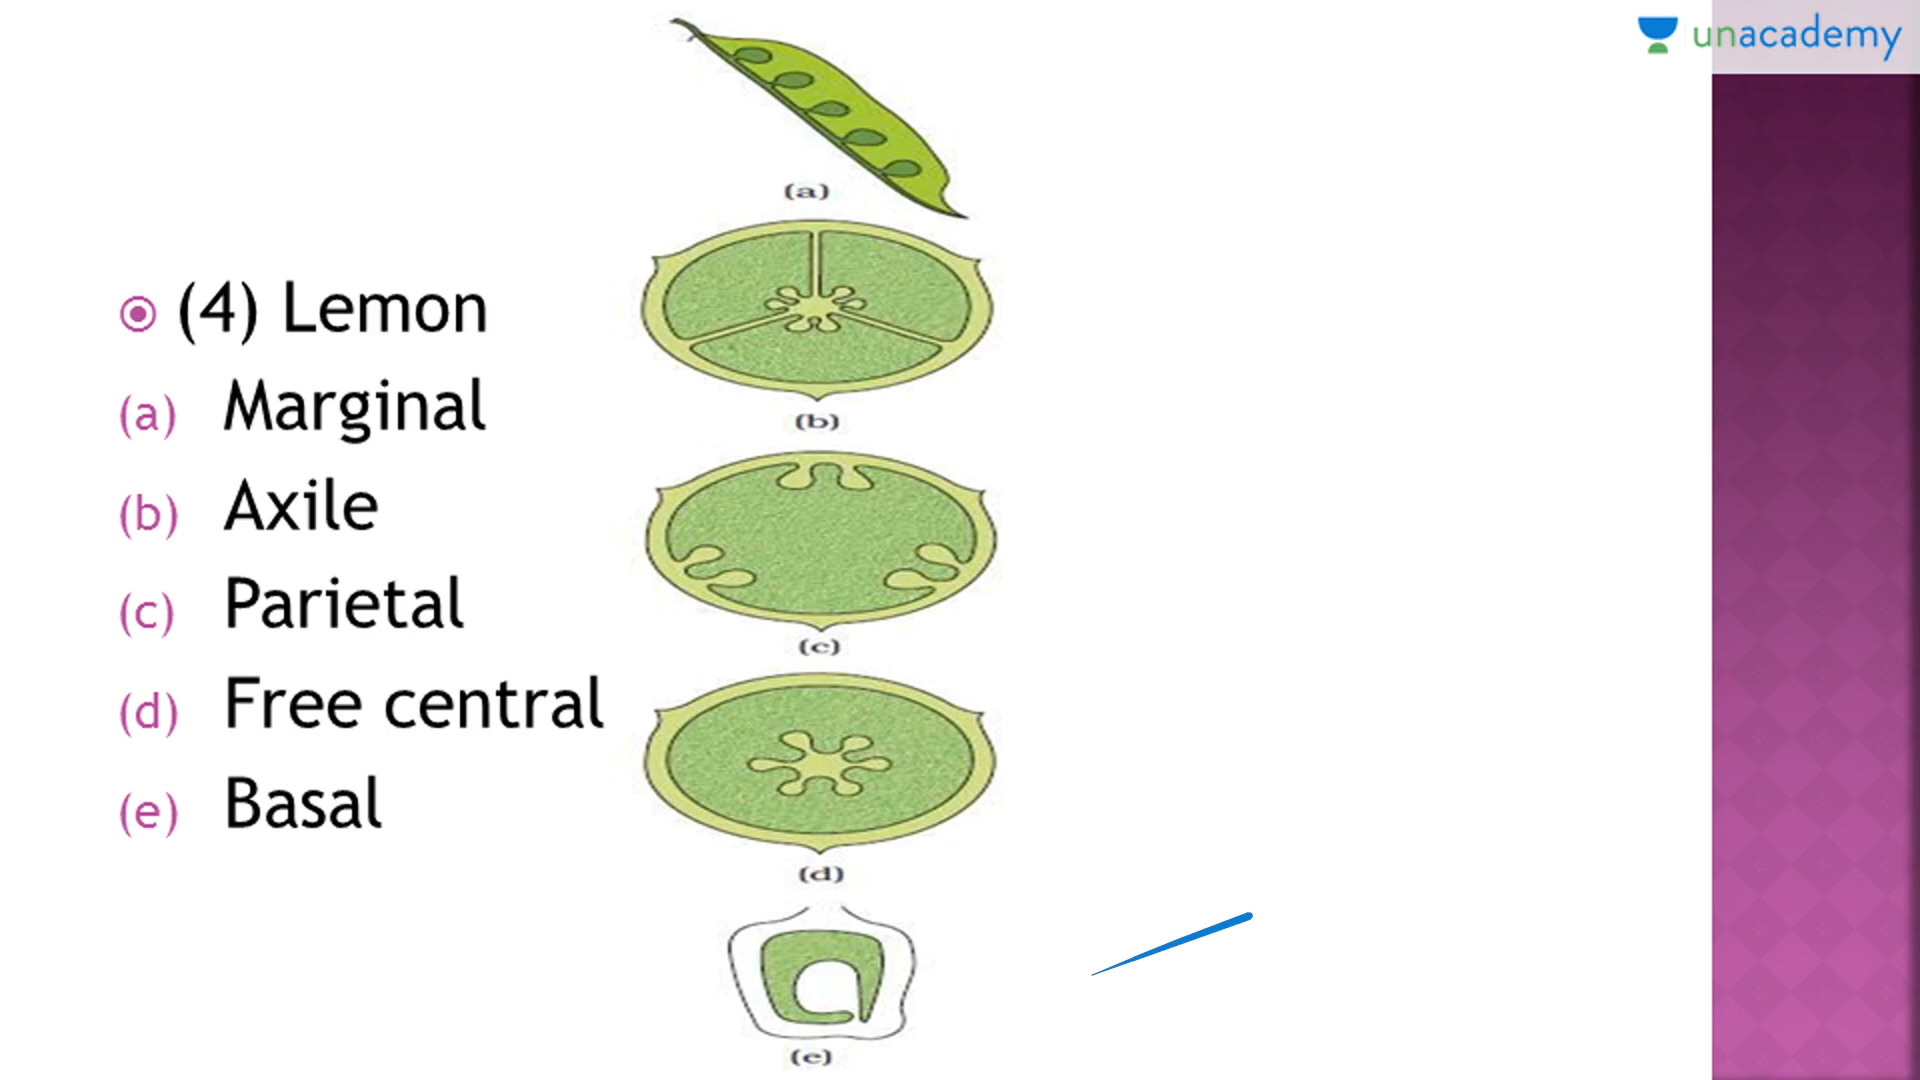 unacademy
(4) Lemon
(a) Marginal
(b) Axile
(c) Parietal
(d) Free central
(e) Basal
(a)
(b)
(c)
(d)
(e)